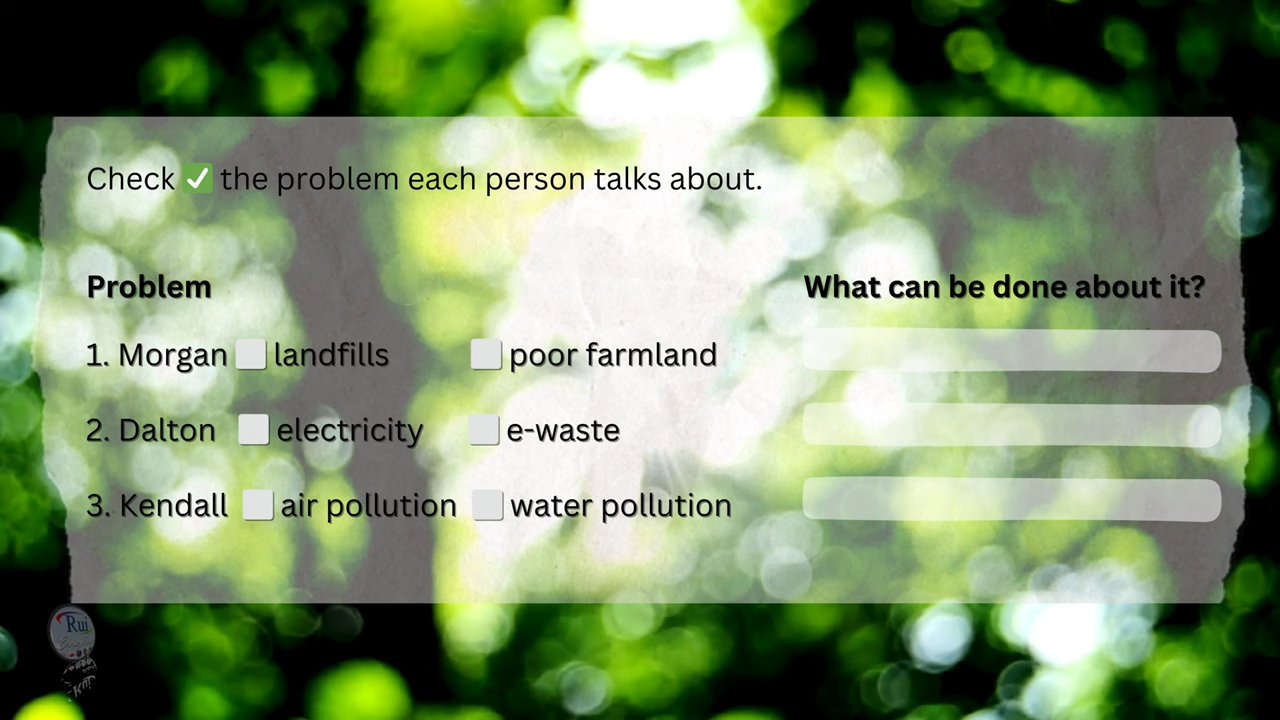 Check ✅ the problem each person talks about.
Problem What can be done about it?
1. Morgan ⬜ landfills ⬜ poor farmland
2. Dalton ⬜ electricity ⬜ e-waste
3. Kendall ⬜ air pollution ⬜ water pollution
Rui